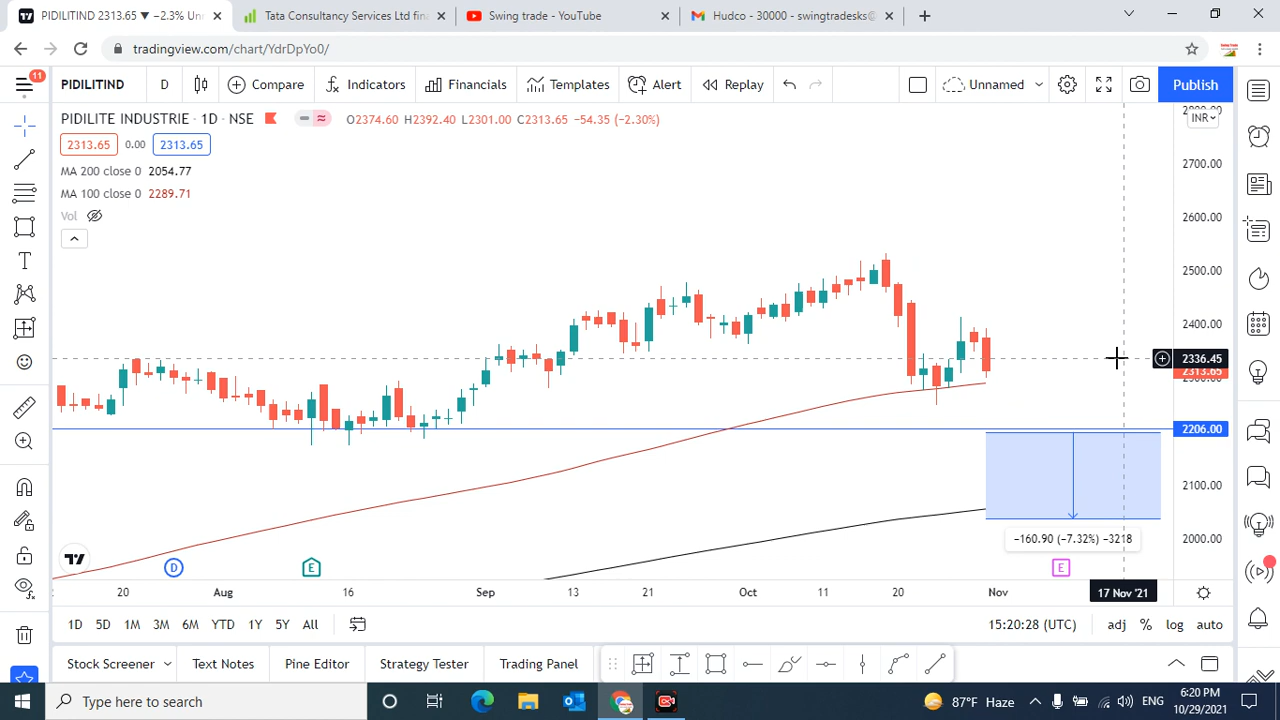 PIDILITIND 2313.65 ▼ −2.3% Unn
Tata Consultancy Services Ltd fina
Swing trade - YouTube
Hudco - 30000 - swingtradesks@
tradingview.com/chart/YdrDpYo0/
11
PIDILITIND D Compare Indicators Financials Templates Alert Replay Unnamed Publish
PIDILITE INDUSTRIE · 1D · NSE O2374.60 H2392.40 L2301.00 C2313.65 −54.35 (−2.30%)
INR
2313.65 0.00 2313.65
MA 200 close 0 2054.77
MA 100 close 0 2289.71
Vol
2700.00
2600.00
2500.00
2400.00
2336.45
2313.65
2206.00
2100.00
2000.00
−160.90 (−7.32%) −3218
D E E
20 Aug 16 Sep 13 21 Oct 11 20 Nov 17 Nov '21
1D 5D 1M 3M 6M YTD 1Y 5Y All 15:20:28 (UTC) adj % log auto
Stock Screener Text Notes Pine Editor Strategy Tester Trading Panel
Type here to search
87°F Haze
ENG
6:20 PM
10/29/2021